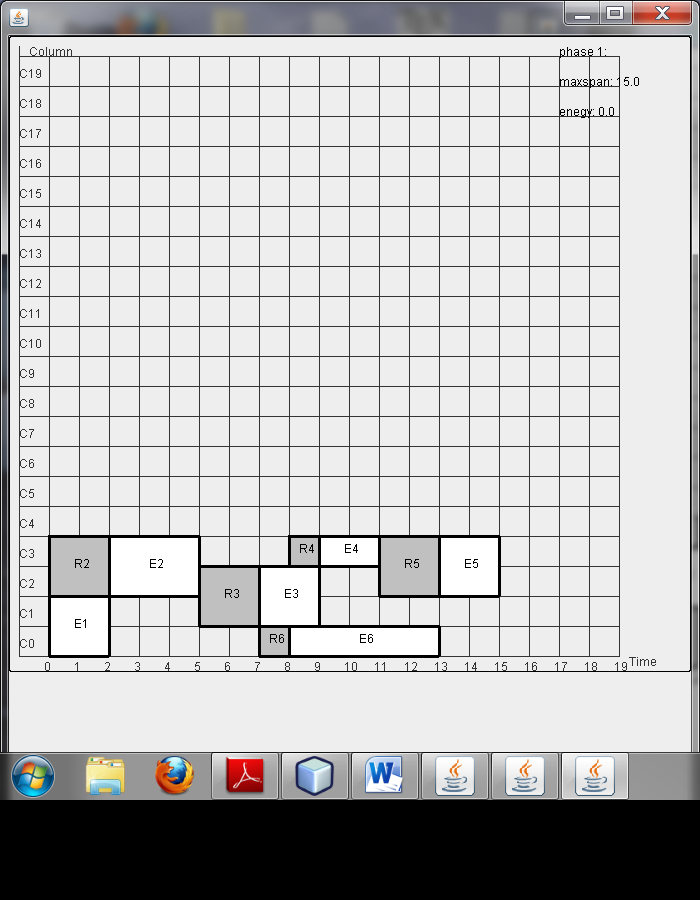 Column
phase 1:
C19
maxspan: 15.0
C18
enegy: 0.0
C17
C16
C15
C14
C13
C12
C11
C10
C9
C8
C7
C6
C5
C4
C3 R4 E4
R2 E2 R5 E5
C2
R3 E3
C1
E1
C0 R6 E6
0 1 2 3 4 5 6 7 8 9 10 11 12 13 14 15 16 17 18 19 Time
W